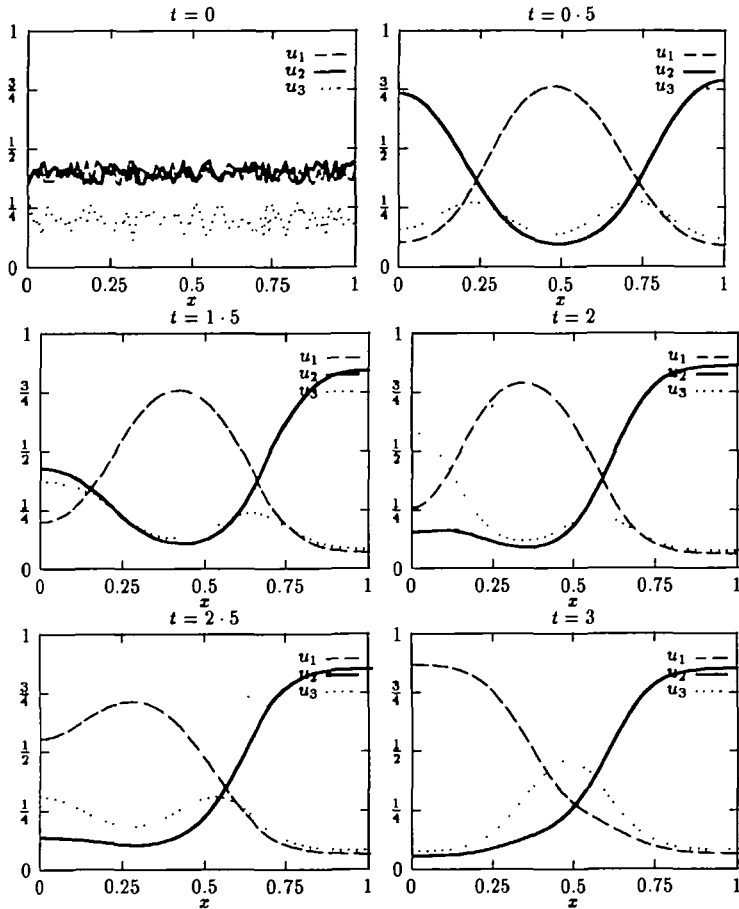 t = 0
1
3/4
1/2
1/4
0
u₁
u₂
u₃
0 0.25 0.5 0.75 1
x
t = 0·5
1
3/4
1/2
1/4
0
u₁
u₂
u₃
0 0.25 0.5 0.75 1
x
t = 1·5
1
3/4
1/2
1/4
0
u₁
u₂
u₃
0 0.25 0.5 0.75 1
x
t = 2
1
3/4
1/2
1/4
0
u₁
u₂
u₃
0 0.25 0.5 0.75 1
x
t = 2·5
1
3/4
1/2
1/4
0
u₁
u₂
u₃
0 0.25 0.5 0.75 1
x
t = 3
1
3/4
1/2
1/4
0
u₁
u₂
u₃
0 0.25 0.5 0.75 1
x